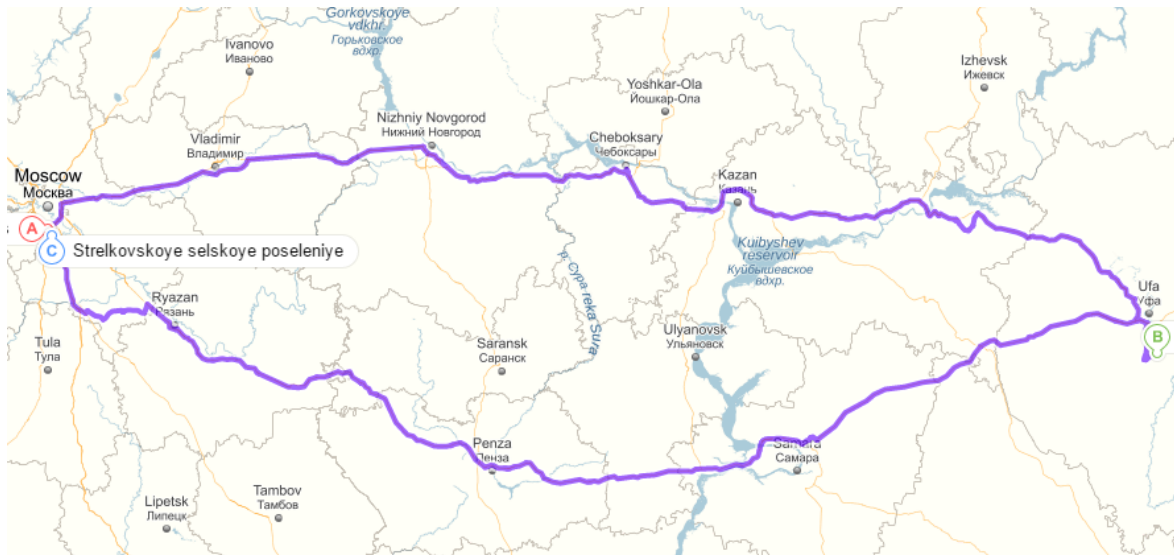 Gorkovskoye
vdkhr.
Горьковское
вдхр.
Ivanovo
Иваново
Izhevsk
Ижевск
Yoshkar-Ola
Йошкар-Ола
Nizhniy Novgorod
Нижний Новгород
Vladimir
Владимир
Cheboksary
Чебоксары
Moscow
Москва
Kazan
Казань
A
s
C
Strelkovskoye selskoye poseleniye
Kuibyshev
reservoir
Куйбышевское
вдхр.
р. Сура reka Sura
Ryazan
Рязань
Ufa
Уфа
B
Tula
Тула
Saransk
Саранск
Ulyanovsk
Ульяновск
Penza
Пенза
Samara
Самара
Lipetsk
Липецк
Tambov
Тамбов